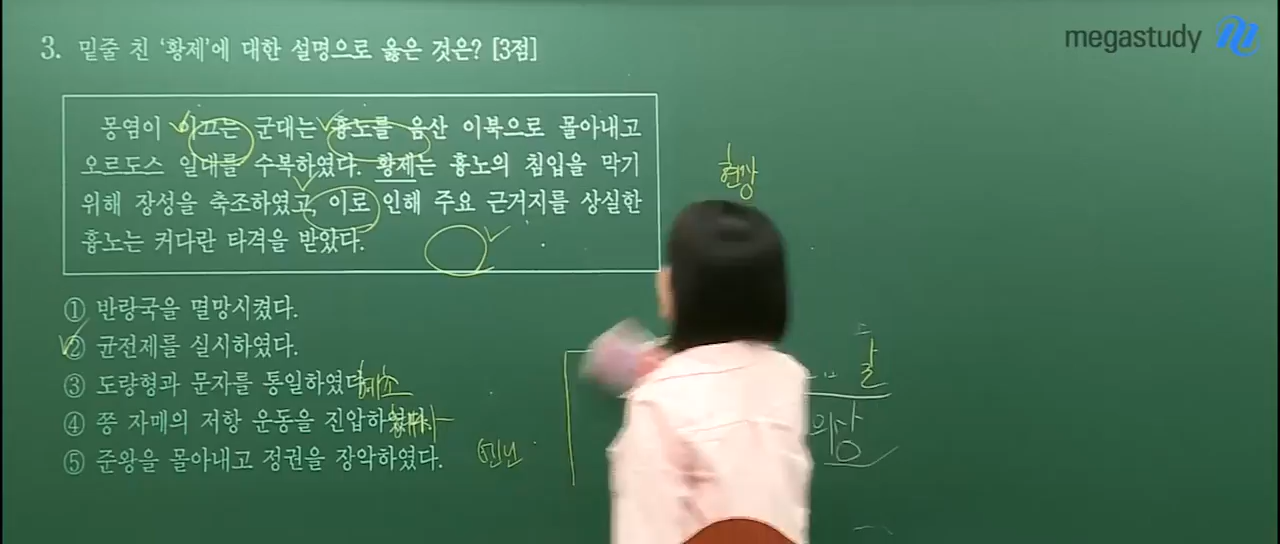 megastudy
3. 밑줄 친 '황제'에 대한 설명으로 옳은 것은? [3점]
몽염이 이끄는 군대는 흉노를 음산 이북으로 몰아내고
오르도스 일대를 수복하였다. 황제는 흉노의 침입을 막기
위해 장성을 축조하였고, 이로 인해 주요 근거지를 상실한
흉노는 커다란 타격을 받았다.
현장
① 반랑국을 멸망시켰다.
② 균전제를 실시하였다.
③ 도량형과 문자를 통일하였다
④ 쯩 자매의 저항 운동을 진압하였다
⑤ 준왕을 몰아내고 정권을 장악하였다.